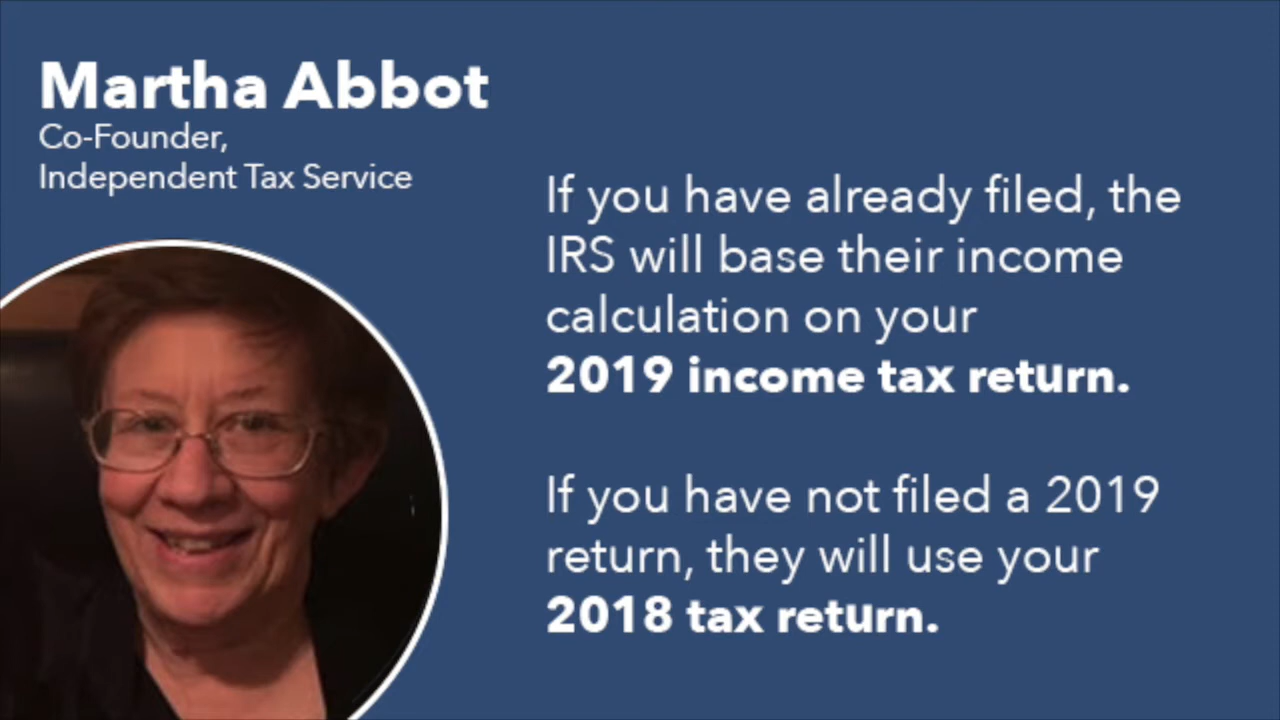 Martha Abbot
Co-Founder,
Independent Tax Service
If you have already filed, the
IRS will base their income
calculation on your
2019 income tax return.
If you have not filed a 2019
return, they will use your
2018 tax return.